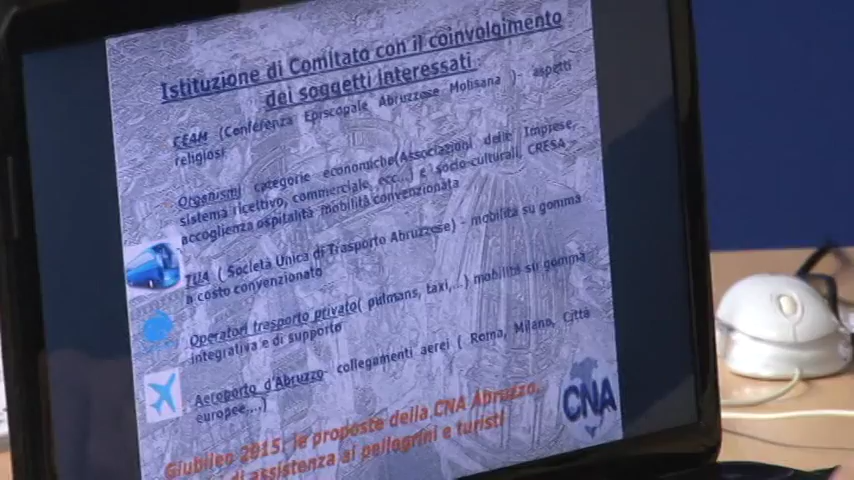 Istituzione di Comitato con il coinvolgimento
dei soggetti interessati :
CEAM (Conferenza Episcopale Abruzzese Molisana )- aspetti
religiosi
Organismi categorie economiche(Associazioni delle Imprese,
sistema ricettivo, commerciale, ecc...) e socio-culturali, CRESA -
accoglienza ospitalità mobilità convenzionata
TUA ( Società Unica di Trasporto Abruzzese) - mobilità su gomma
a costo convenzionato
Operatori trasporto privato( pulmans, taxi,...) mobilità su gomma
integrativa e di supporto
Aeroporto d'Abruzzo- collegamenti aerei ( Roma, Milano, Città
europee....)
CNA
Giubileo 2015: le proposte della CNA Abruzzo,
di assistenza ai pellegrini e turisti